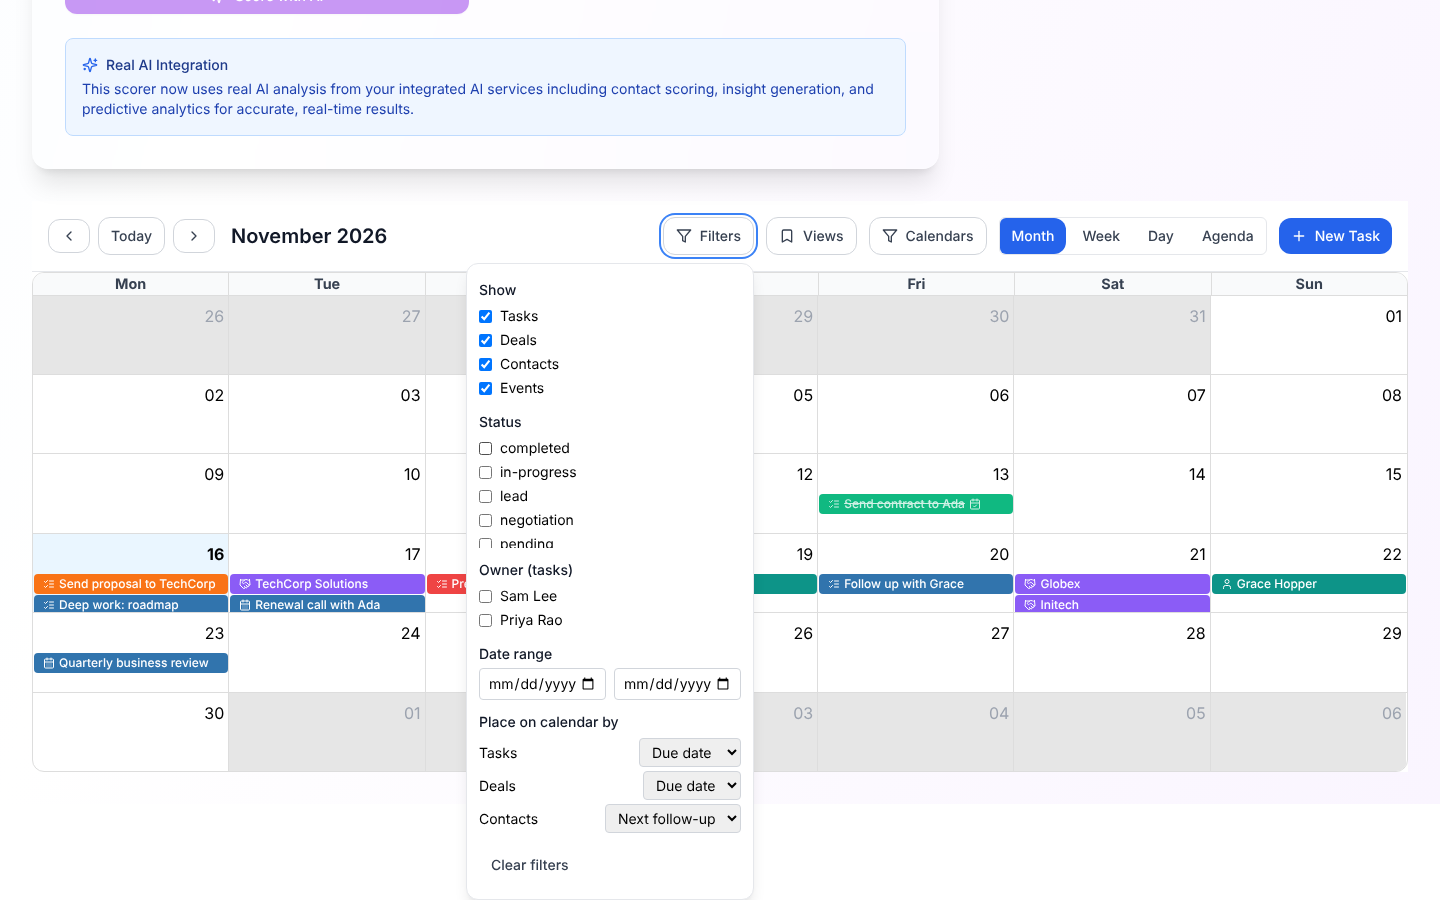 Real AI Integration
This scorer now uses real AI analysis from your integrated AI services including contact scoring, insight generation, and
predictive analytics for accurate, real-time results.
Today
November 2026
Filters
Views
Calendars
Month
Week
Day
Agenda
New Task
Mon
Tue
Fri
Sat
Sun
26
27
29
30
31
01
02
03
05
06
07
08
09
10
12
13
14
15
Send contract to Ada
16
17
19
20
21
22
Send proposal to TechCorp
TechCorp Solutions
Follow up with Grace
Globex
Grace Hopper
Deep work: roadmap
Renewal call with Ada
Initech
23
24
26
27
28
29
Quarterly business review
30
01
03
04
05
06
Show
Tasks
Deals
Contacts
Events
Status
completed
in-progress
lead
negotiation
pending
Owner (tasks)
Sam Lee
Priya Rao
Date range
mm/dd/yyyy
mm/dd/yyyy
Place on calendar by
Tasks
Due date
Deals
Due date
Contacts
Next follow-up
Clear filters